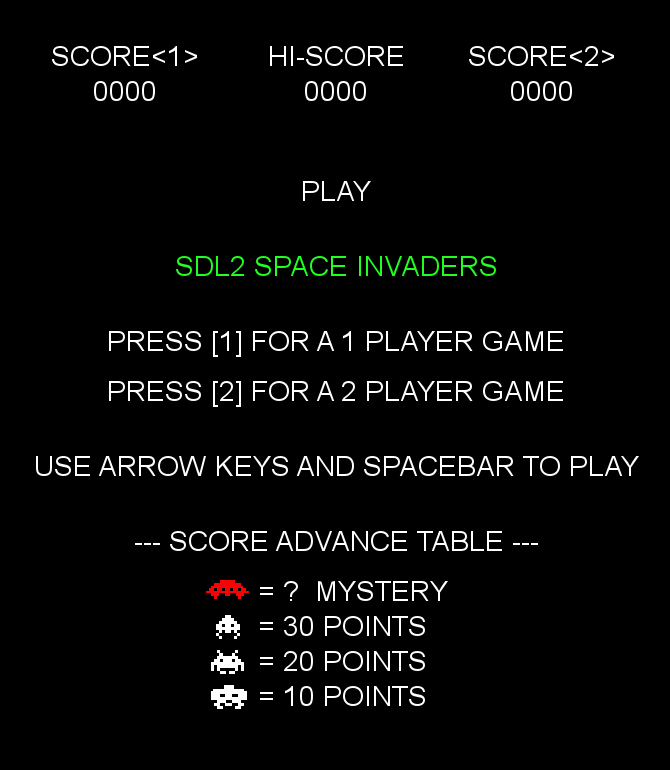 SCORE<1> HI-SCORE SCORE<2>
0000 0000 0000
PLAY
SDL2 SPACE INVADERS
PRESS [1] FOR A 1 PLAYER GAME
PRESS [2] FOR A 2 PLAYER GAME
USE ARROW KEYS AND SPACEBAR TO PLAY
--- SCORE ADVANCE TABLE ---
= ?  MYSTERY
= 30 POINTS
= 20 POINTS
= 10 POINTS